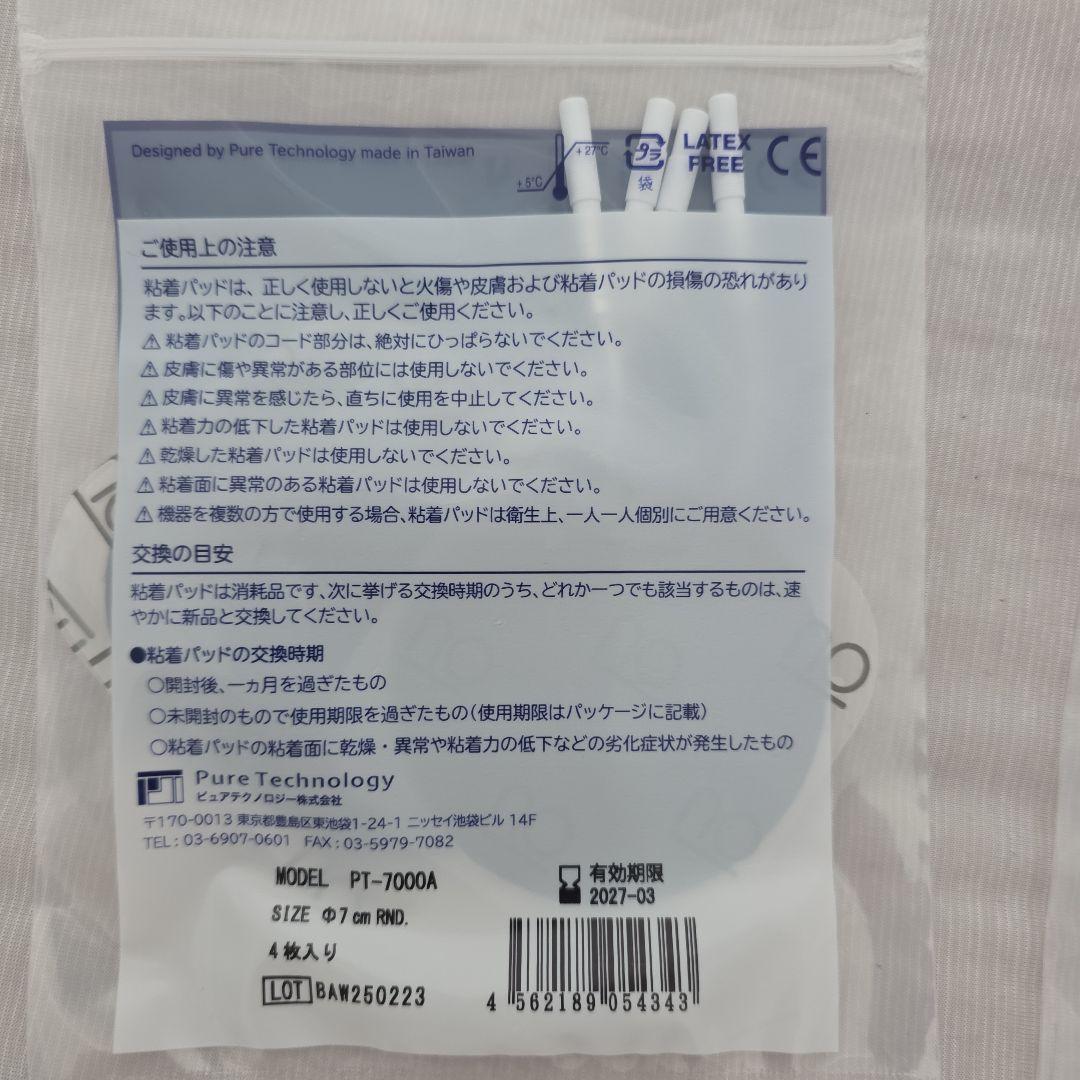 Designed by Pure Technology made in Taiwan
+5℃
+27℃
プラ
袋
LATEX
FREE
CE
ご使用上の注意
粘着パッドは、正しく使用しないと火傷や皮膚および粘着パッドの損傷の恐れがあり
ます。以下のことに注意し、正しくご使用ください。
⚠粘着パッドのコード部分は、絶対にひっぱらないでください。
⚠皮膚に傷や異常がある部位には使用しないでください。
⚠皮膚に異常を感じたら、直ちに使用を中止してください。
⚠粘着力の低下した粘着パッドは使用しないでください。
⚠乾燥した粘着パッドは使用しないでください。
⚠粘着面に異常のある粘着パッドは使用しないでください。
⚠機器を複数の方で使用する場合、粘着パッドは衛生上、一人一人個別にご用意ください。
交換の目安
粘着パッドは消耗品です、次に挙げる交換時期のうち、どれか一つでも該当するものは、速
やかに新品と交換してください。
●粘着パッドの交換時期
○開封後、一ヵ月を過ぎたもの
○未開封のもので使用期限を過ぎたもの(使用期限はパッケージに記載)
○粘着パッドの粘着面に乾燥・異常や粘着力の低下などの劣化症状が発生したもの
Pure Technology
ピュアテクノロジー株式会社
〒170-0013 東京都豊島区東池袋1-24-1 ニッセイ池袋ビル 14F
TEL : 03-6907-0601 FAX : 03-5979-7082
MODEL PT-7000A
SIZE Φ7cm RND.
4枚入り
LOT BAW250223
有効期限
2027-03
4 562189 054343